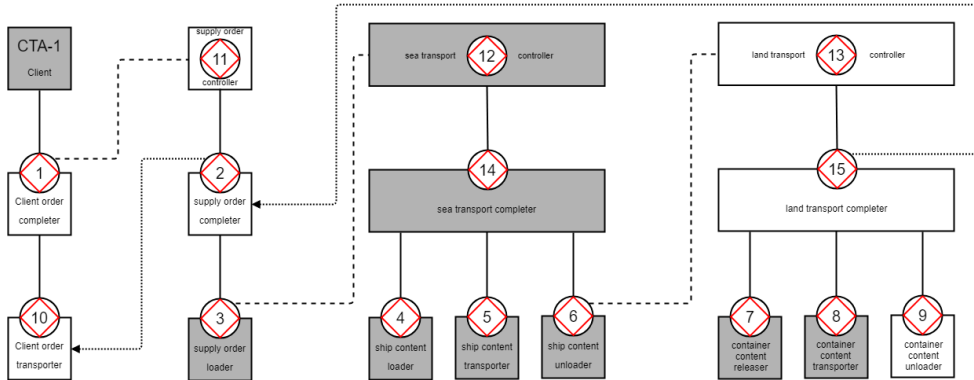 CTA-1
Client
supply order
11
controller
sea transport 12 controller
land transport 13 controller
1
Client order
completer
2
supply order
completer
14
sea transport completer
15
land transport completer
10
Client order
transporter
3
supply order
loader
4
ship content
loader
5
ship content
transporter
6
ship content
unloader
7
container
content
releaser
8
container
content
transporter
9
container
content
unloader